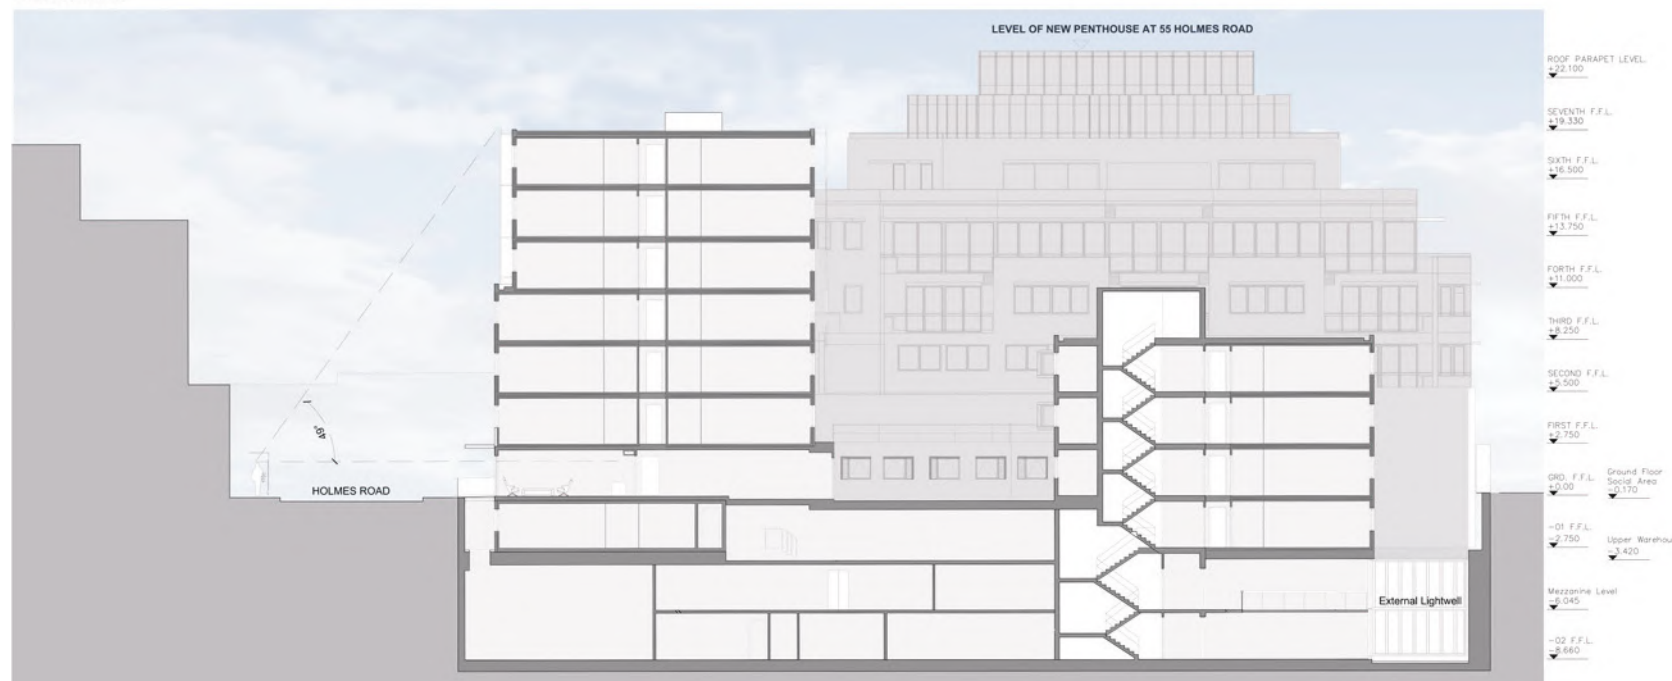 LEVEL OF NEW PENTHOUSE AT 55 HOLMES ROAD
ROOF PARAPET LEVEL.
+22.100
SEVENTH F.F.L.
+19.330
SIXTH F.F.L.
+16.500
FIFTH F.F.L.
+13.750
FORTH F.F.L.
+11.000
THIRD F.F.L.
+8.250
SECOND F.F.L.
+5.500
FIRST F.F.L.
+2.750
49°
HOLMES ROAD
GRD. F.F.L.
+0.00
Ground Floor
Social Area
-0.170
-01 F.F.L.
-2.750
Upper Warehou
-3.420
Mezzanine Level
-6.045
External Lightwell
-02 F.F.L.
-8.660